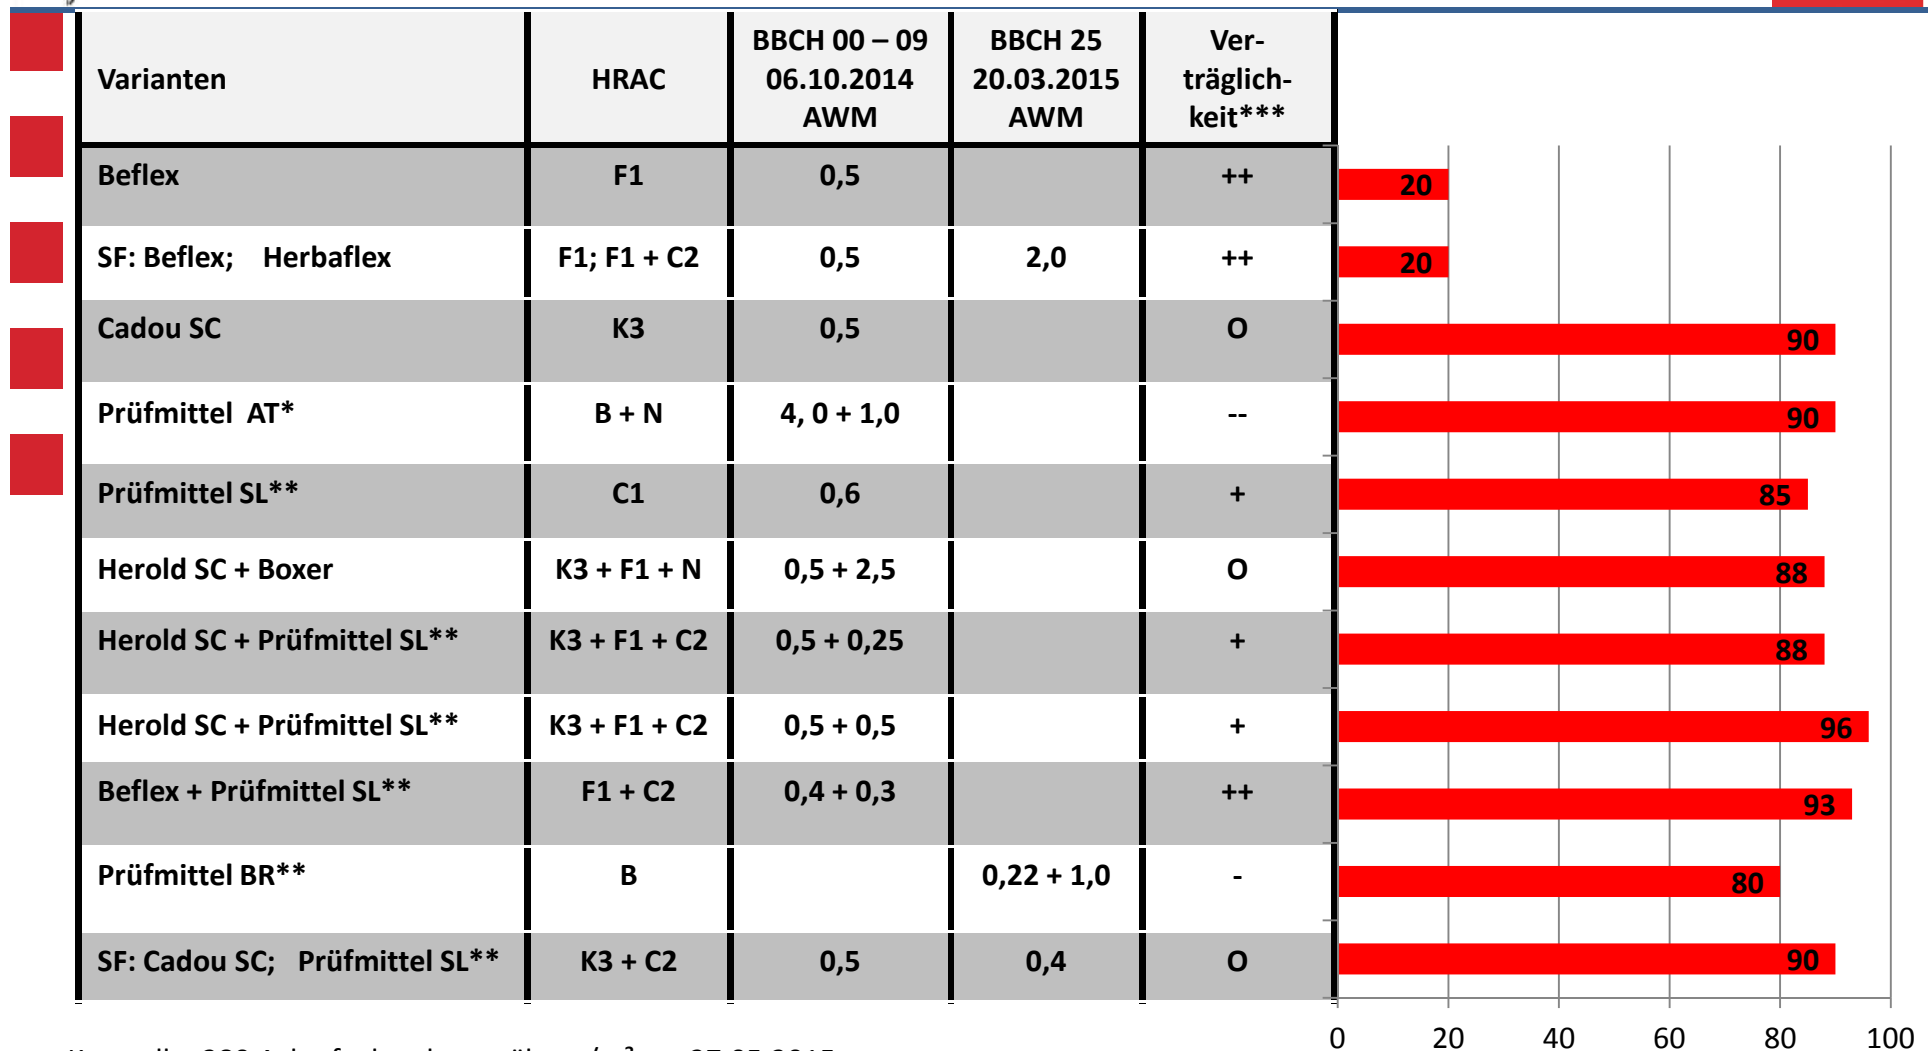 Varianten HRAC BBCH 00 – 09 06.10.2014 AWM BBCH 25 20.03.2015 AWM Ver- träglich- keit***
Beflex F1 0,5 ++ 20
SF: Beflex; Herbaflex F1; F1 + C2 0,5 2,0 ++ 20
Cadou SC K3 0,5 O 90
Prüfmittel AT* B + N 4, 0 + 1,0 -- 90
Prüfmittel SL** C1 0,6 + 85
Herold SC + Boxer K3 + F1 + N 0,5 + 2,5 O 88
Herold SC + Prüfmittel SL** K3 + F1 + C2 0,5 + 0,25 + 88
Herold SC + Prüfmittel SL** K3 + F1 + C2 0,5 + 0,5 + 96
Beflex + Prüfmittel SL** F1 + C2 0,4 + 0,3 ++ 93
Prüfmittel BR** B 0,22 + 1,0 - 80
SF: Cadou SC; Prüfmittel SL** K3 + C2 0,5 0,4 O 90
0 20 40 60 80 100